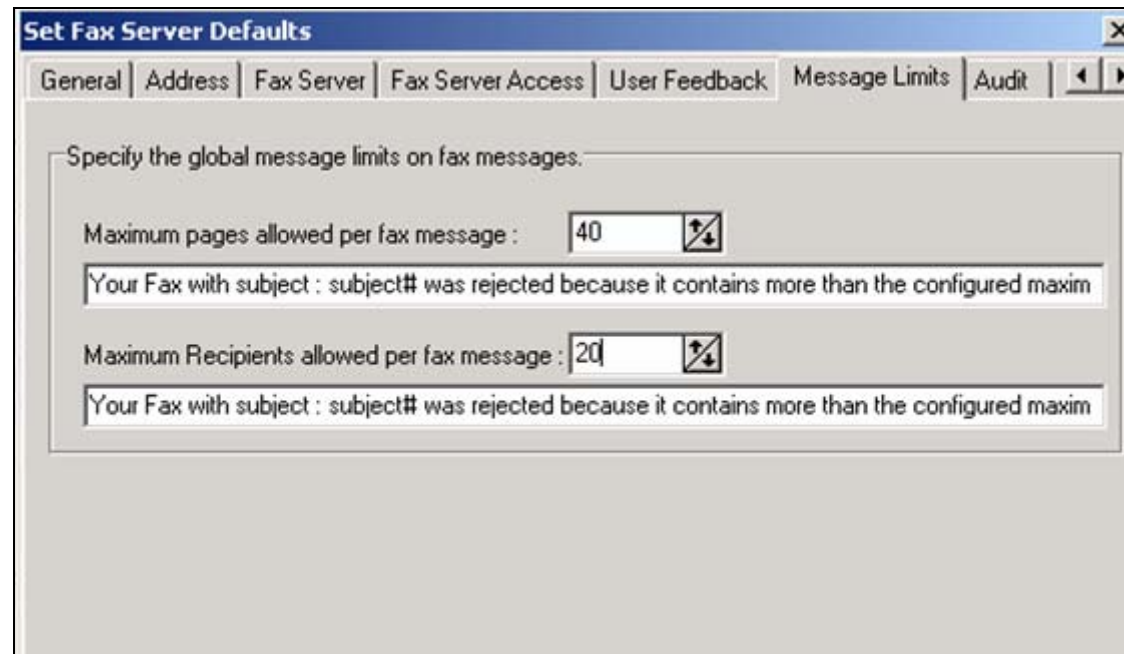 Set Fax Server Defaults
General Address Fax Server Fax Server Access User Feedback Message Limits Audit
Specify the global message limits on fax messages.
Maximum pages allowed per fax message : 40
Your Fax with subject : subject# was rejected because it contains more than the configured maxim
Maximum Recipients allowed per fax message : 20
Your Fax with subject : subject# was rejected because it contains more than the configured maxim